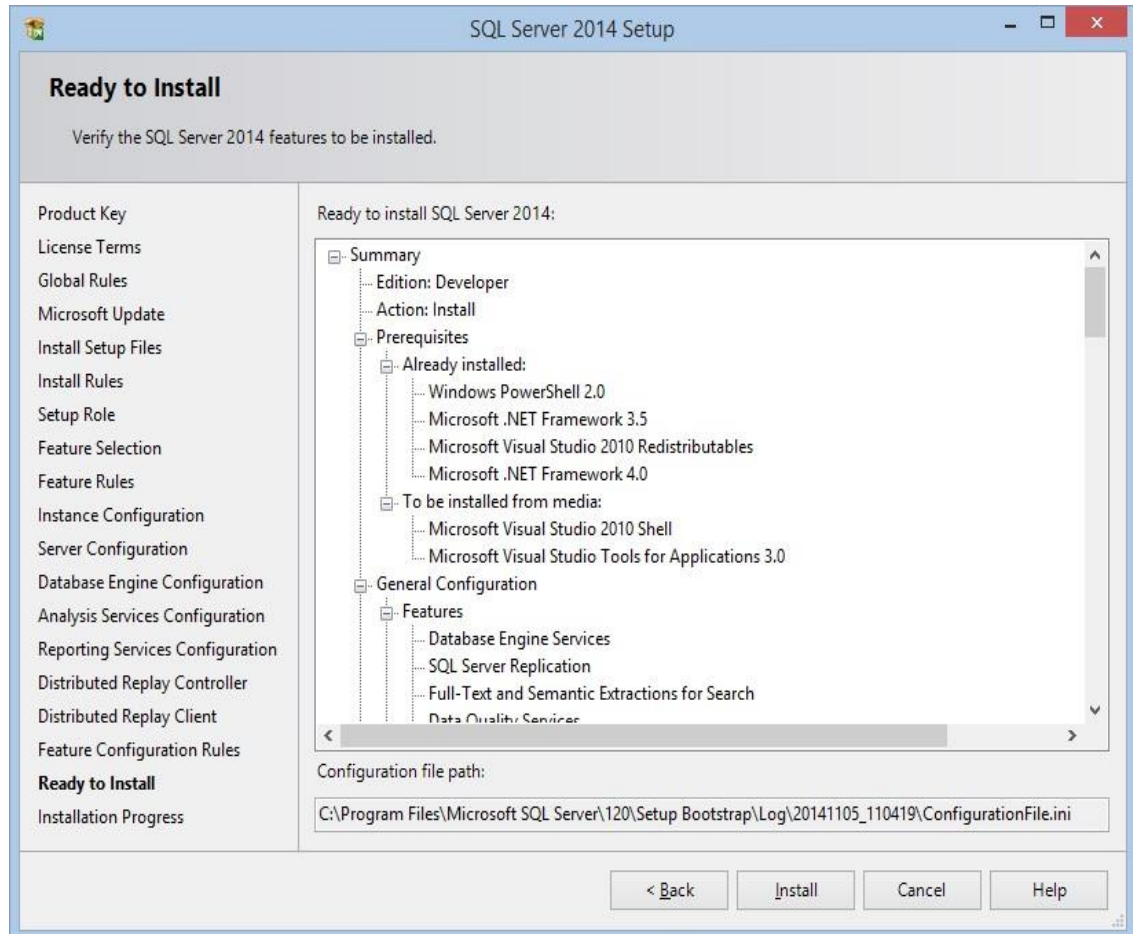 SQL Server 2014 Setup
Ready to Install
Verify the SQL Server 2014 features to be installed.
Product Key
License Terms
Global Rules
Microsoft Update
Install Setup Files
Install Rules
Setup Role
Feature Selection
Feature Rules
Instance Configuration
Server Configuration
Database Engine Configuration
Analysis Services Configuration
Reporting Services Configuration
Distributed Replay Controller
Distributed Replay Client
Feature Configuration Rules
Ready to Install
Installation Progress
Ready to install SQL Server 2014:
Summary
Edition: Developer
Action: Install
Prerequisites
Already installed:
Windows PowerShell 2.0
Microsoft .NET Framework 3.5
Microsoft Visual Studio 2010 Redistributables
Microsoft .NET Framework 4.0
To be installed from media:
Microsoft Visual Studio 2010 Shell
Microsoft Visual Studio Tools for Applications 3.0
General Configuration
Features
Database Engine Services
SQL Server Replication
Full-Text and Semantic Extractions for Search
Data Quality Services
Configuration file path:
C:\Program Files\Microsoft SQL Server\120\Setup Bootstrap\Log\20141105_110419\ConfigurationFile.ini
< Back
Install
Cancel
Help